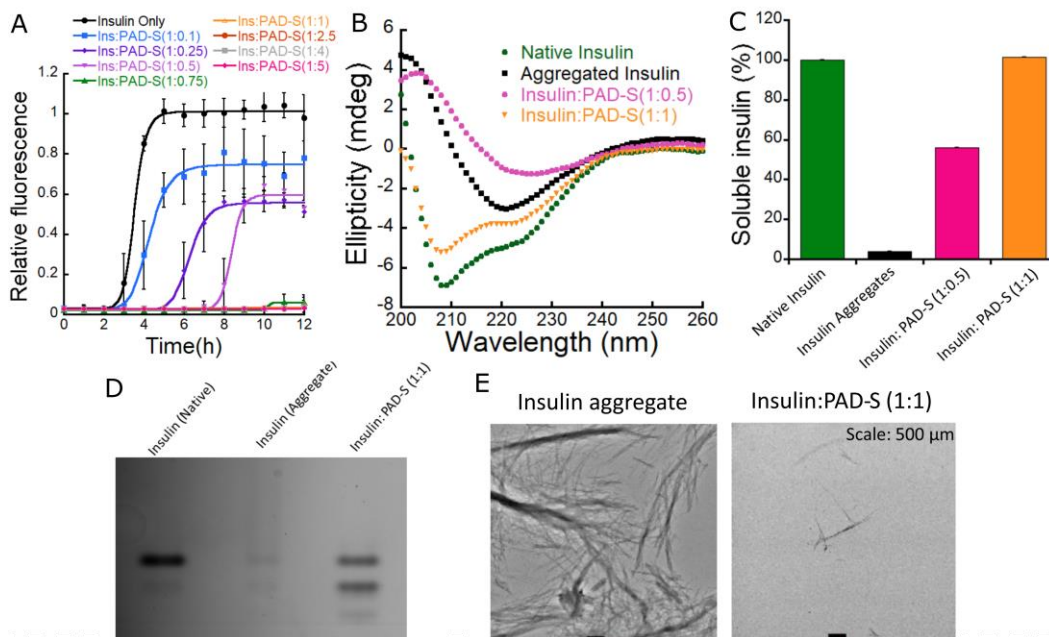 A
Insulin Only
Ins:PAD-S(1:0.1)
Ins:PAD-S(1:0.25)
Ins:PAD-S(1:0.5)
Ins:PAD-S(1:0.75)
Ins:PAD-S(1:1)
Ins:PAD-S(1:2.5
Ins:PAD-S(1:4)
Ins:PAD-S(1:5)
Relative fluorescence
1.2
1
0.8
0.6
0.4
0.2
0
0 2 4 6 8 10 12
Time(h)
B
Native Insulin
Aggregated Insulin
Insulin:PAD-S(1:0.5)
Insulin:PAD-S(1:1)
Ellipticity (mdeg)
6
4
2
0
-2
-4
-6
-8
200 210 220 230 240 250 260
Wavelength (nm)
C
Soluble insulin (%)
120
100
80
60
40
20
0
Native Insulin
Insulin Aggregates
Insulin: PAD-S (1:0.5)
Insulin: PAD-S (1:1)
D
Insulin (Native)
Insulin (Aggregate)
Insulin: PAD-S (1:1)
E
Insulin aggregate
Insulin:PAD-S (1:1)
Scale: 500 µm